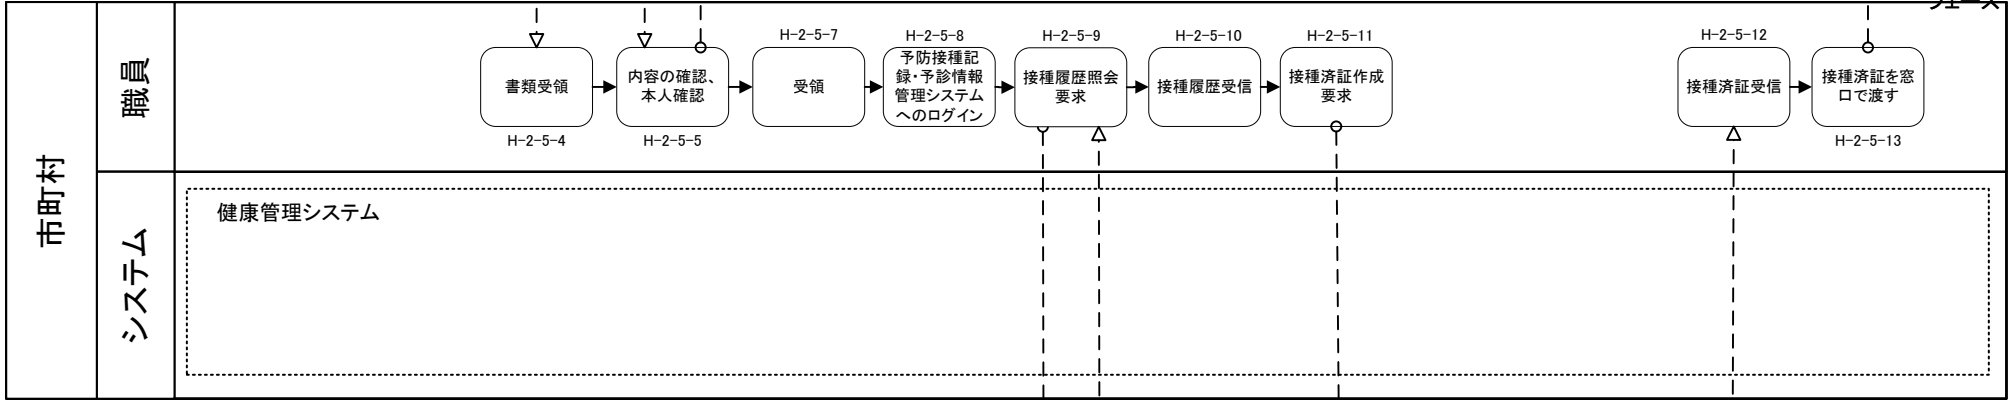 フェーズ
市町村
職員
システム
H-2-5-7
H-2-5-8
H-2-5-9
H-2-5-10
H-2-5-11
H-2-5-12
書類受領
H-2-5-4
内容の確認、
本人確認
H-2-5-5
受領
予防接種記
録・予診情報
管理システム
へのログイン
接種履歴照会
要求
接種履歴受信
接種済証作成
要求
接種済証受信
接種済証を窓
口で渡す
H-2-5-13
健康管理システム